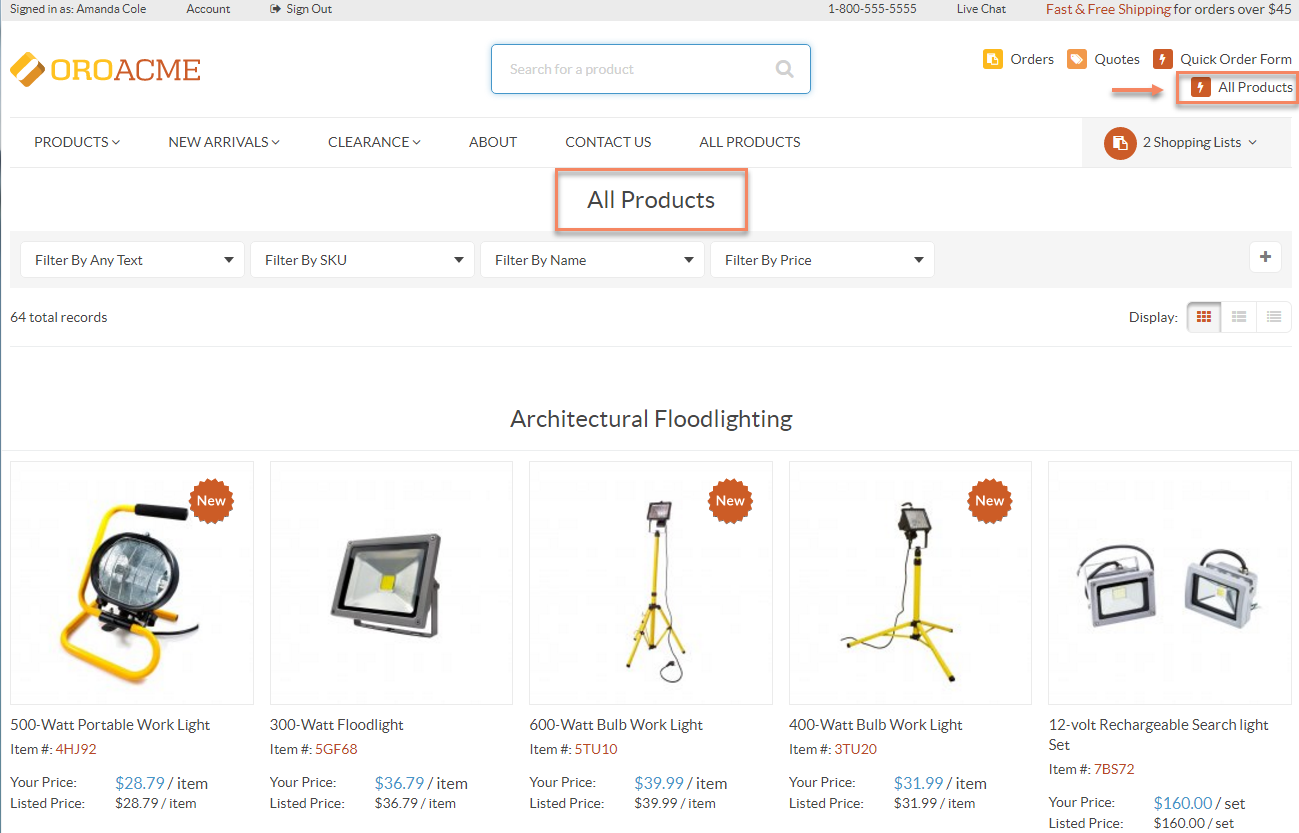 Signed in as: Amanda Cole Account Sign Out 1-800-555-5555 Live Chat Fast & Free Shipping for orders over $45
OROACME
Search for a product
Orders Quotes Quick Order Form
All Products
PRODUCTS NEW ARRIVALS CLEARANCE ABOUT CONTACT US ALL PRODUCTS
2 Shopping Lists
All Products
Filter By Any Text Filter By SKU Filter By Name Filter By Price +
64 total records Display:
Architectural Floodlighting
New New New
500-Watt Portable Work Light
Item #: 4HJ92
Your Price: $28.79 / item
Listed Price: $28.79 / item
300-Watt Floodlight
Item #: 5GF68
Your Price: $36.79 / item
Listed Price: $36.79 / item
600-Watt Bulb Work Light
Item #: 5TU10
Your Price: $39.99 / item
Listed Price: $39.99 / item
400-Watt Bulb Work Light
Item #: 3TU20
Your Price: $31.99 / item
Listed Price: $31.99 / item
12-volt Rechargeable Search light
Set
Item #: 7BS72
Your Price: $160.00 / set
Listed Price: $160.00 / set